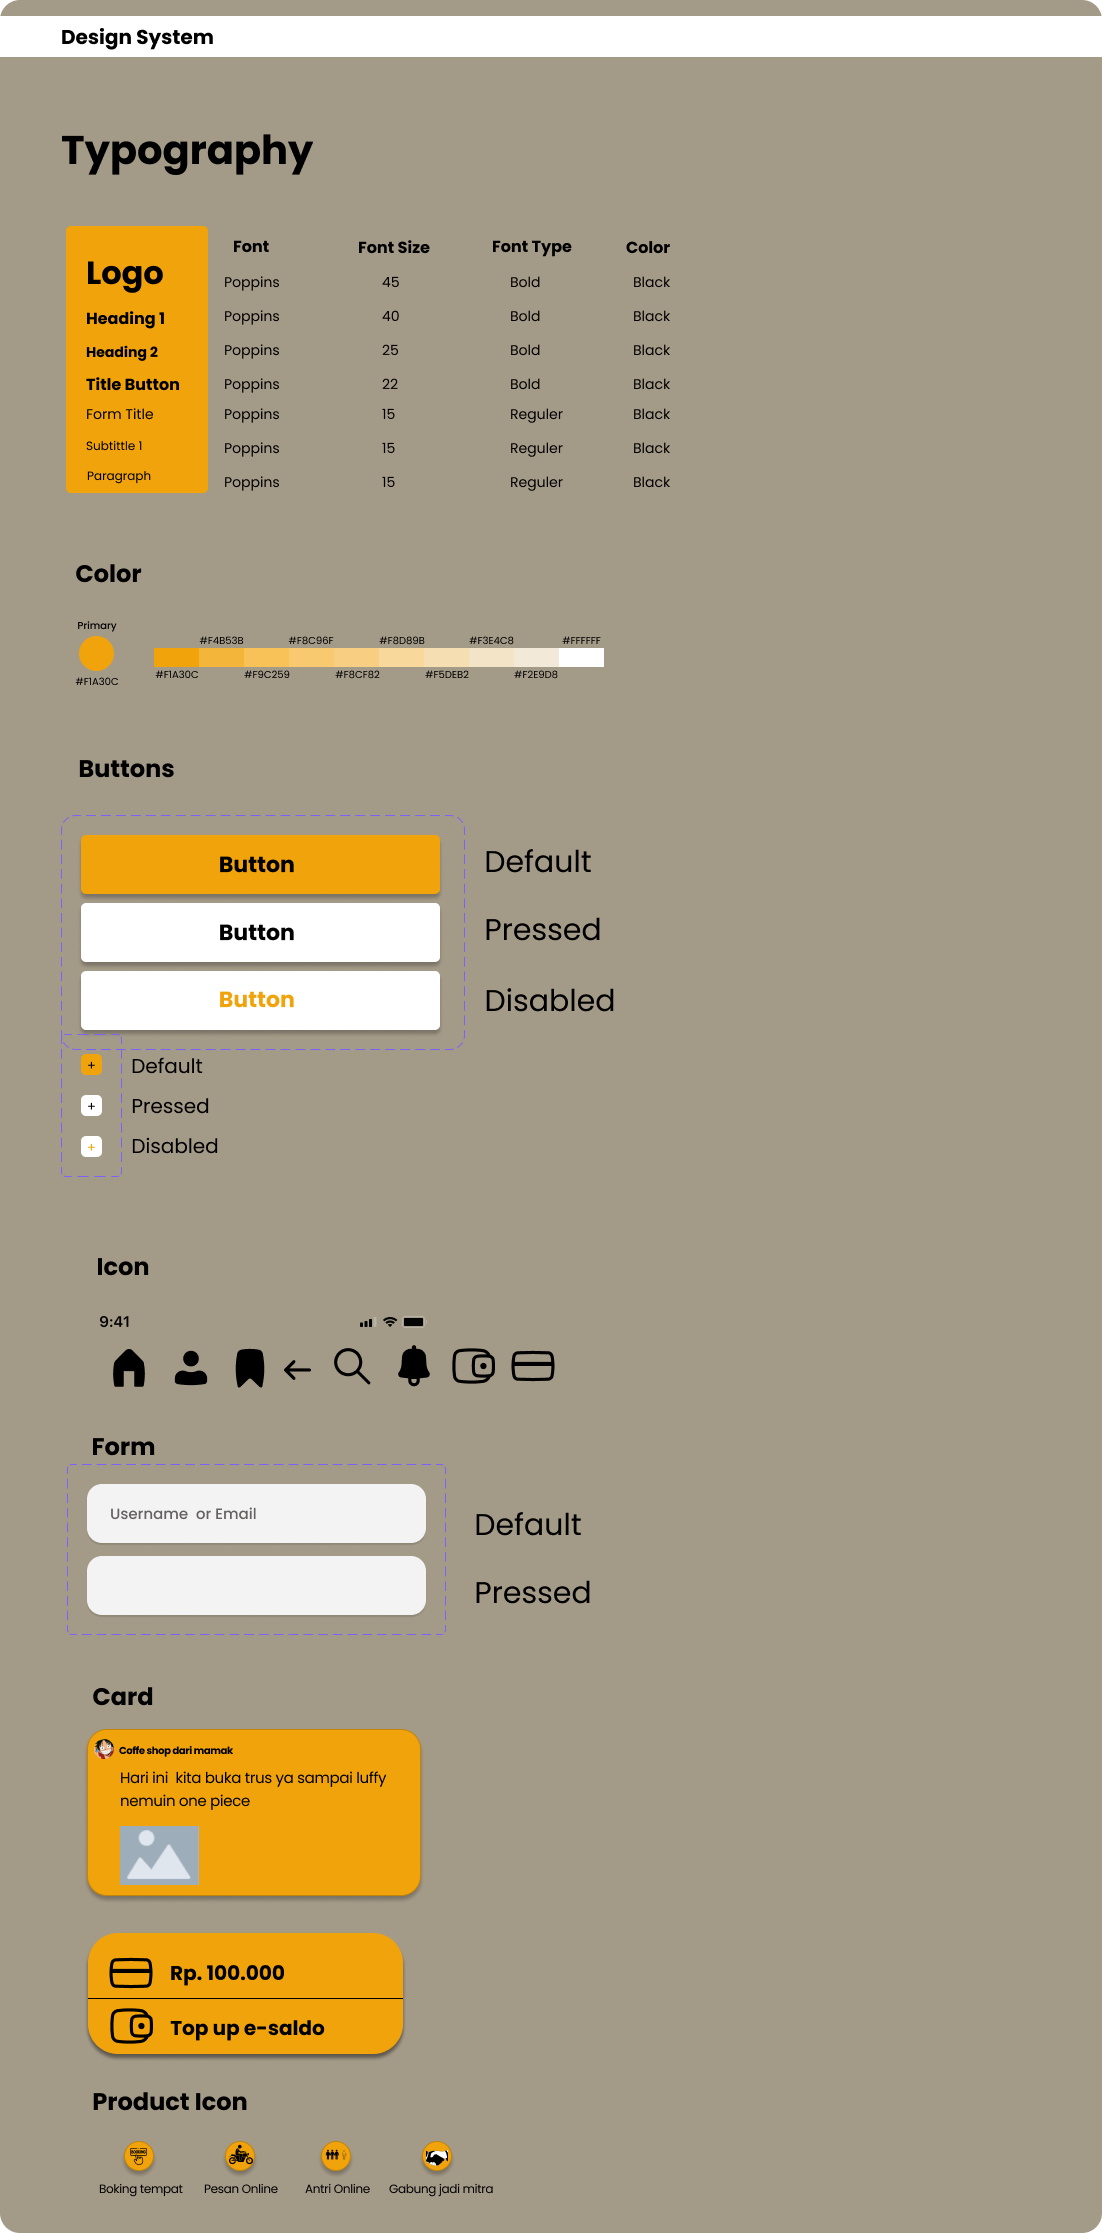 Design System
Typography
Font Font Size Font Type Color
Logo Poppins 45 Bold Black
Heading 1 Poppins 40 Bold Black
Heading 2 Poppins 25 Bold Black
Title Button Poppins 22 Bold Black
Form Title Poppins 15 Reguler Black
Subtittle 1 Poppins 15 Reguler Black
Paragraph Poppins 15 Reguler Black
Color
Primary
#F1A30C
#F4B53B #F8C96F #F8D89B #F3E4C8 #FFFFFF
#F1A30C #F9C259 #F8CF82 #F5DEB2 #F2E9D8
Buttons
Button Default
Button Pressed
Button Disabled
+ Default
+ Pressed
+ Disabled
Icon
9:41
Form
Username or Email Default
Pressed
Card
Coffe shop dari mamak
Hari ini kita buka trus ya sampai luffy
nemuin one piece
Rp. 100.000
Top up e-saldo
Product Icon
BOOKING
Boking tempat Pesan Online Antri Online Gabung jadi mitra